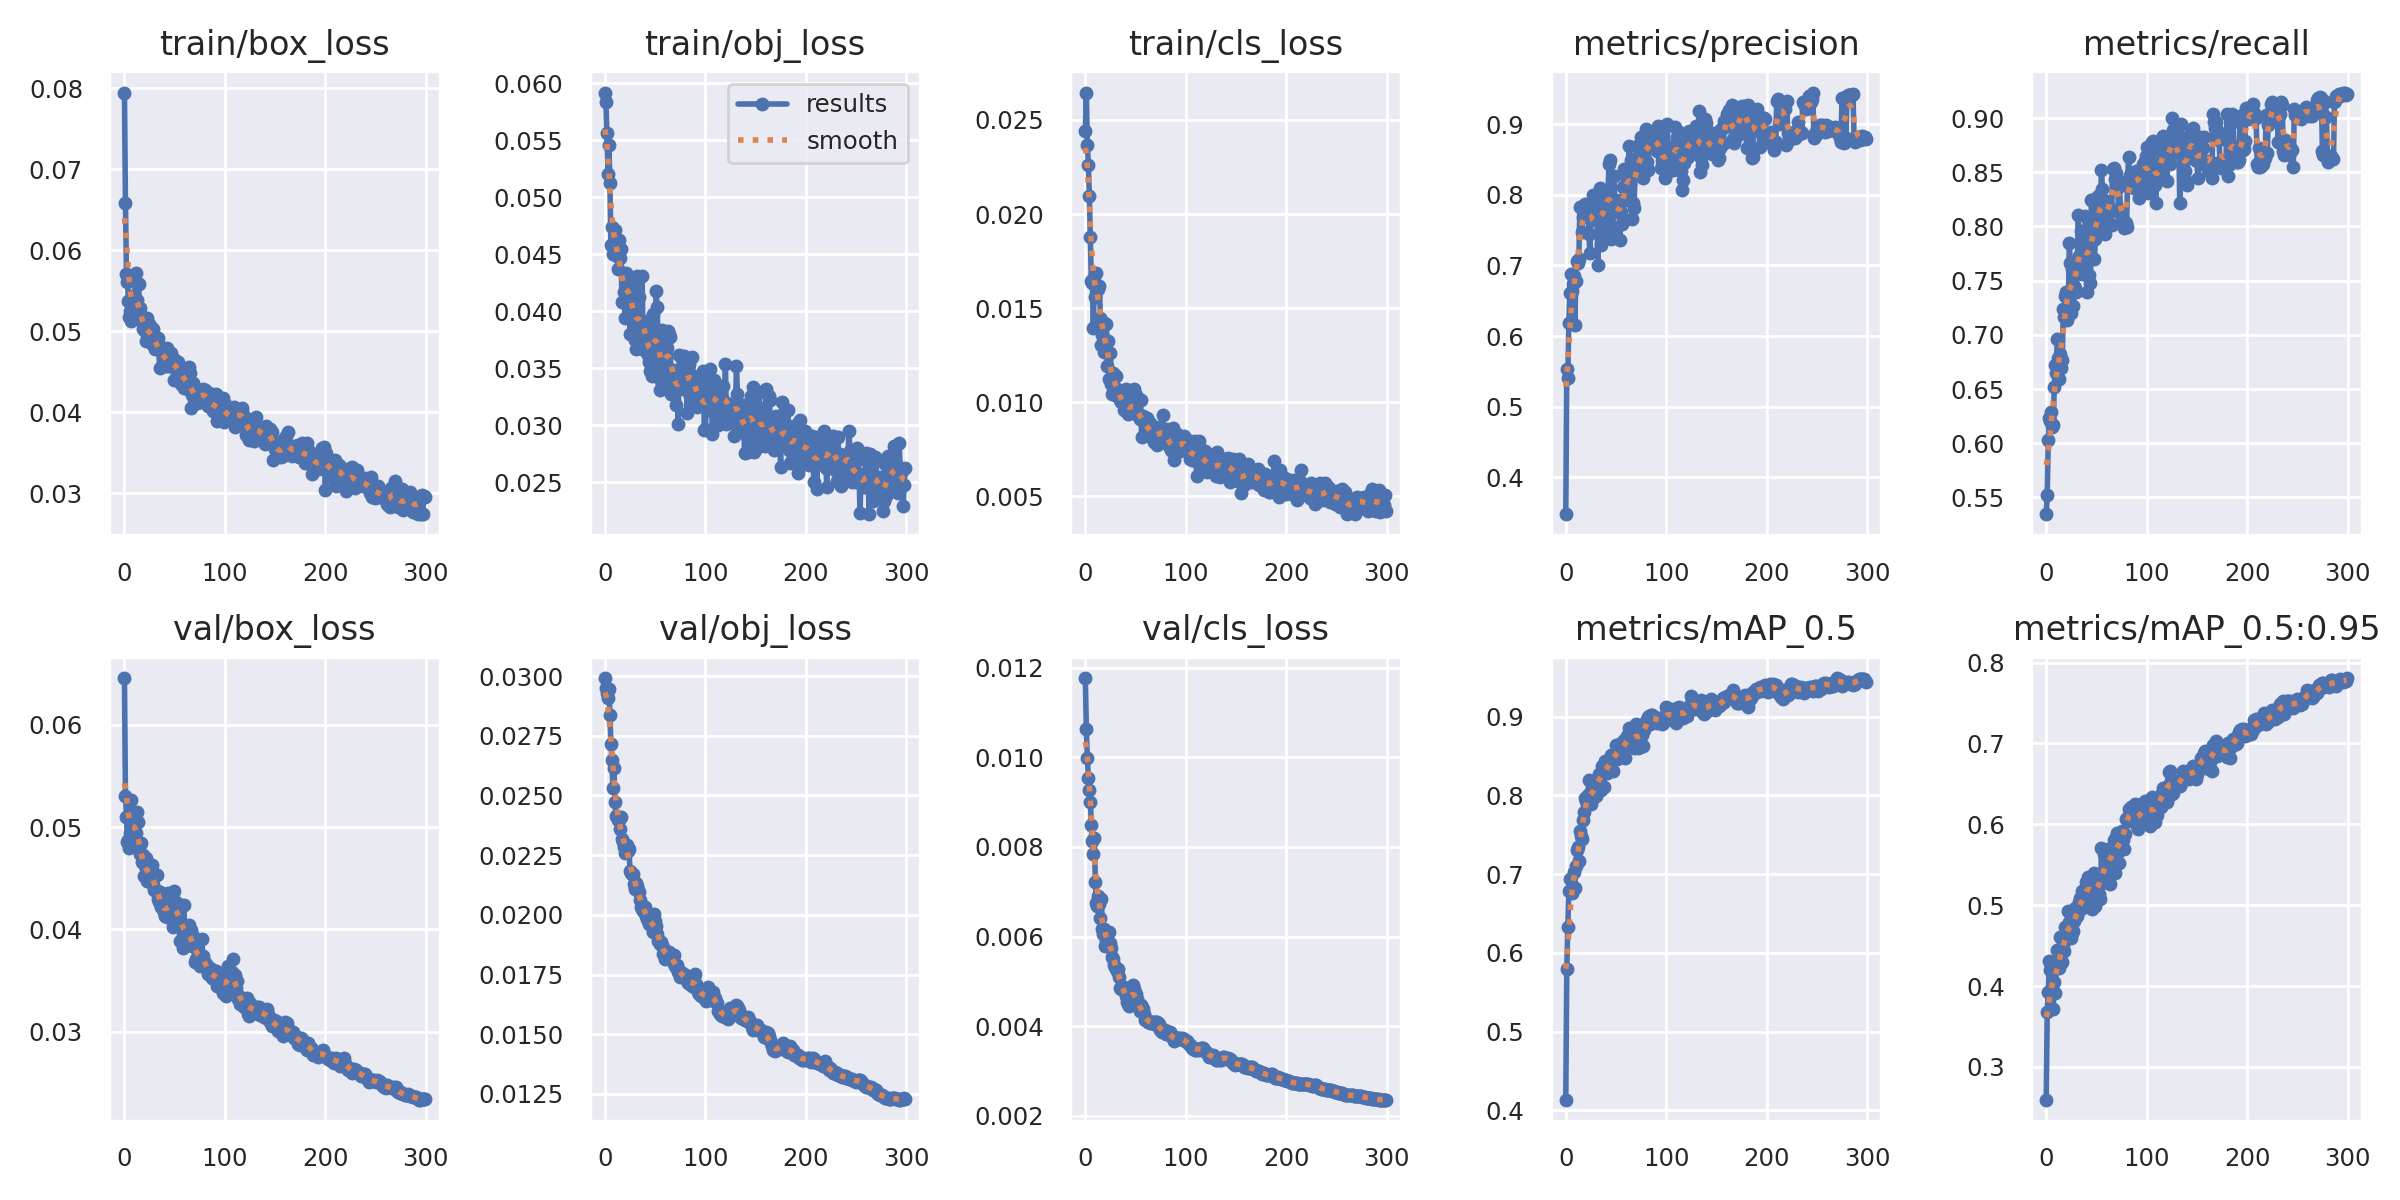 train/box_loss
0.08
0.07
0.06
0.05
0.04
0.03
0 100 200 300
train/obj_loss
results
smooth
0.060
0.055
0.050
0.045
0.040
0.035
0.030
0.025
0 100 200 300
train/cls_loss
0.025
0.020
0.015
0.010
0.005
0 100 200 300
metrics/precision
0.9
0.8
0.7
0.6
0.5
0.4
0 100 200 300
metrics/recall
0.90
0.85
0.80
0.75
0.70
0.65
0.60
0.55
0 100 200 300
val/box_loss
0.06
0.05
0.04
0.03
0 100 200 300
val/obj_loss
0.0300
0.0275
0.0250
0.0225
0.0200
0.0175
0.0150
0.0125
0 100 200 300
val/cls_loss
0.012
0.010
0.008
0.006
0.004
0.002
0 100 200 300
metrics/mAP_0.5
0.9
0.8
0.7
0.6
0.5
0.4
0 100 200 300
metrics/mAP_0.5:0.95
0.8
0.7
0.6
0.5
0.4
0.3
0 100 200 300